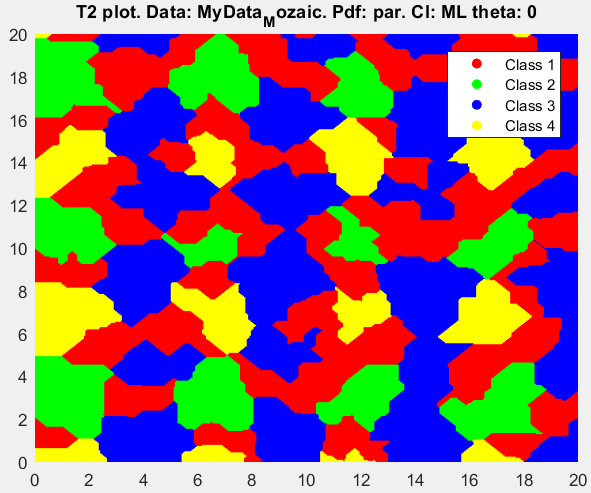 T2 plot. Data: MyData_Mozaic. Pdf: par. Cl: ML theta: 0
Class 1
Class 2
Class 3
Class 4
20
18
16
14
12
10
8
6
4
2
0
0 2 4 6 8 10 12 14 16 18 20